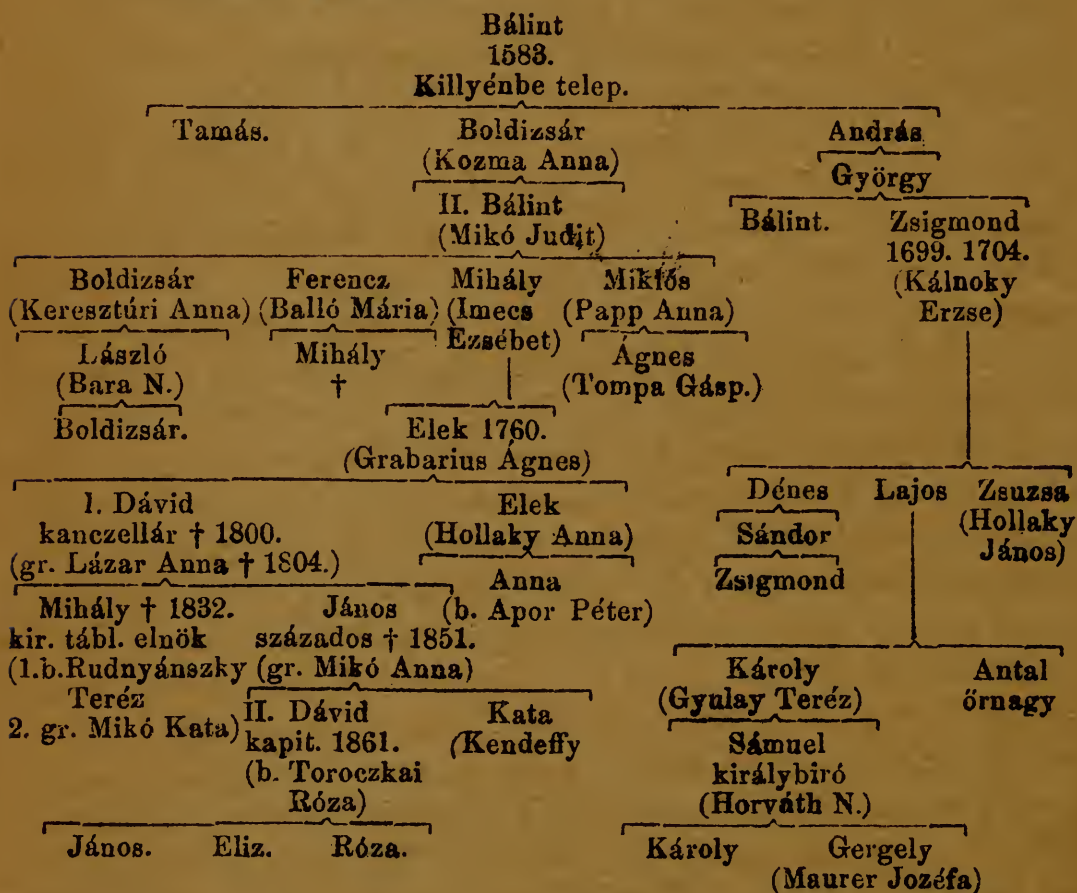 Bálint
1583.
Killyénbe telep.
Tamás. Boldizsár András
(Kozma Anna) György
II. Bálint Bálint. Zsigmond
(Mikó Judit) 1699. 1704.
Boldizsár Ferencz Mihály Miklós (Kálnoky
(Keresztúri Anna) (Balló Mária) (Imecs (Papp Anna) Erzse)
László Mihály Ezsébet) Ágnes
(Bara N.) † (Tompa Gásp.)
Boldizsár. Elek 1760.
(Grabarius Ágnes)
I. Dávid Elek Dénes Lajos Zsuzsa
kanczellár † 1800. (Hollaky Anna) Sándor (Hollaky
(gr. Lázár Anna † 1804.) Anna Zsigmond János)
Mihály † 1832. János (b. Apor Péter)
kir. tábl. elnök százados † 1851.
(1.b.Rudnyánszky (gr. Mikó Anna) Károly Antal
Teréz II. Dávid Kata (Gyulay Teréz) őrnagy
2. gr. Mikó Kata) kapit. 1861. (Kendeffy Sámuel
(b. Toroczkai királybiró
Róza) (Horváth N.)
János. Eliz. Róza. Károly Gergely
(Maurer Jozéfa)